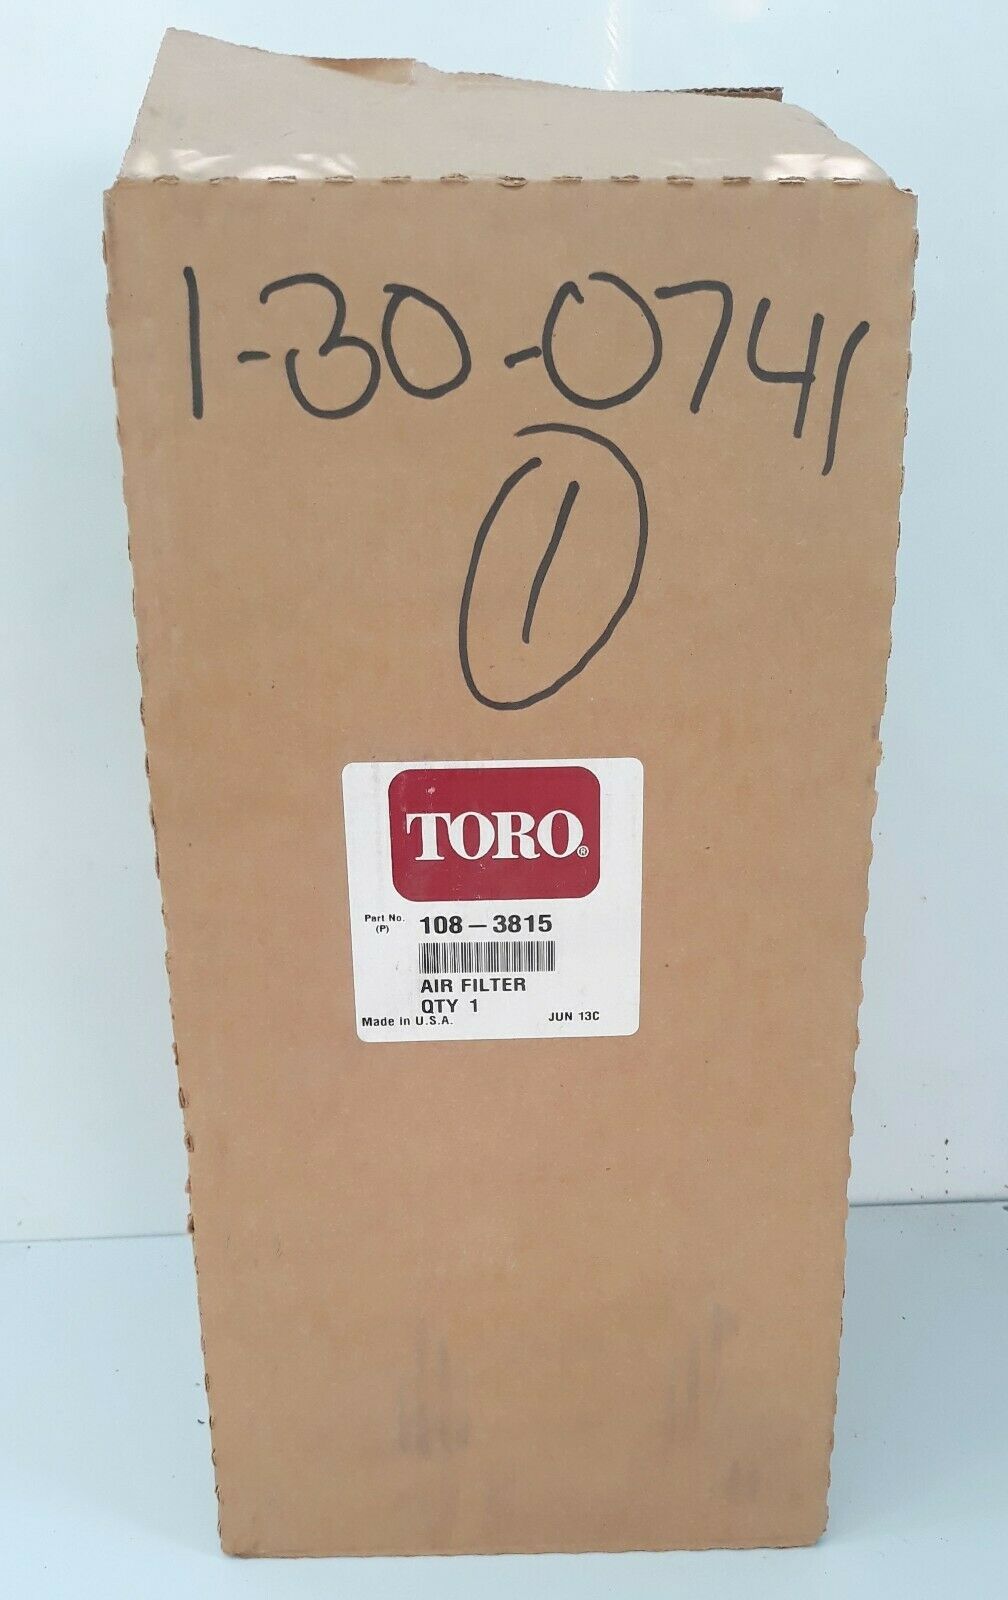 1-30-0741
1
TORO®
Part No. 108-3815
(P)
AIR FILTER
QTY 1
Made in U.S.A. JUN 13C